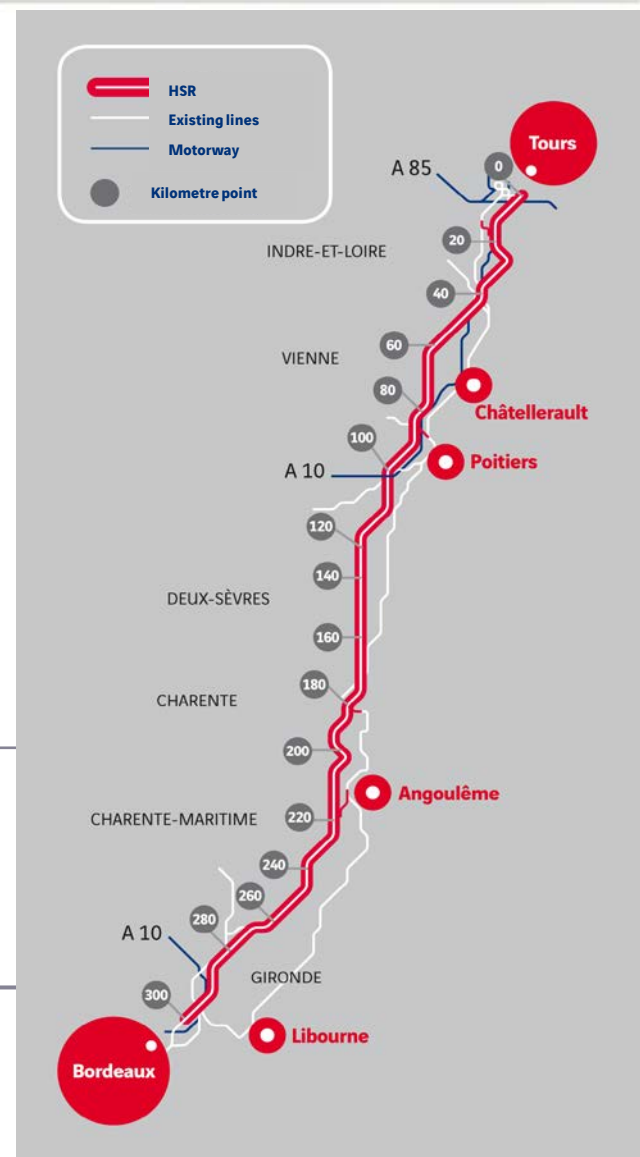 HSR
Existing lines
Motorway
Kilometre point
Tours
0
A 85
20
INDRE-ET-LOIRE
40
60
VIENNE
80
Châtellerault
100
Poitiers
A 10
120
140
DEUX-SÈVRES
160
180
CHARENTE
200
Angoulême
220
CHARENTE-MARITIME
240
260
280
A 10
GIRONDE
300
Libourne
Bordeaux